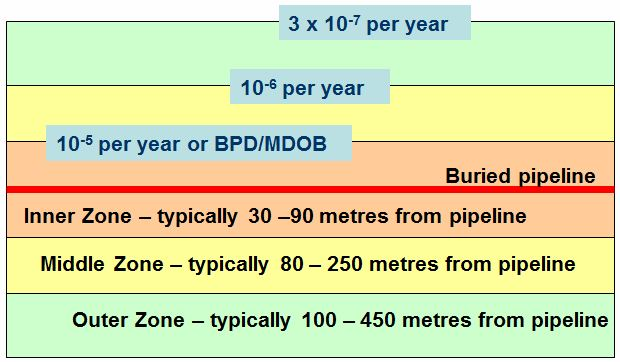 3 x 10⁻⁷ per year
10⁻⁶ per year
10⁻⁵ per year or BPD/MDOB
Buried pipeline
Inner Zone – typically 30 –90 metres from pipeline
Middle Zone – typically 80 – 250 metres from pipeline
Outer Zone – typically 100 – 450 metres from pipeline